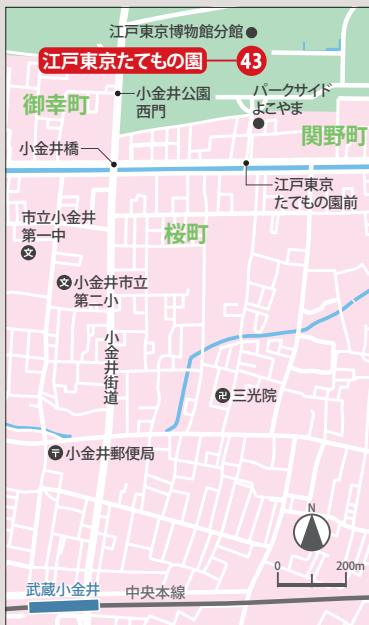 江戸東京博物館分館
江戸東京たてもの園
43
御幸町
小金井公園
西門
パークサイド
よこやま
関野町
小金井橋
江戸東京
たてもの園前
市立小金井
第一中
桜町
文
文
小金井市立
第二小
小金井街道
卍
三光院
〒
小金井郵便局
N
0
200m
武蔵小金井
中央本線